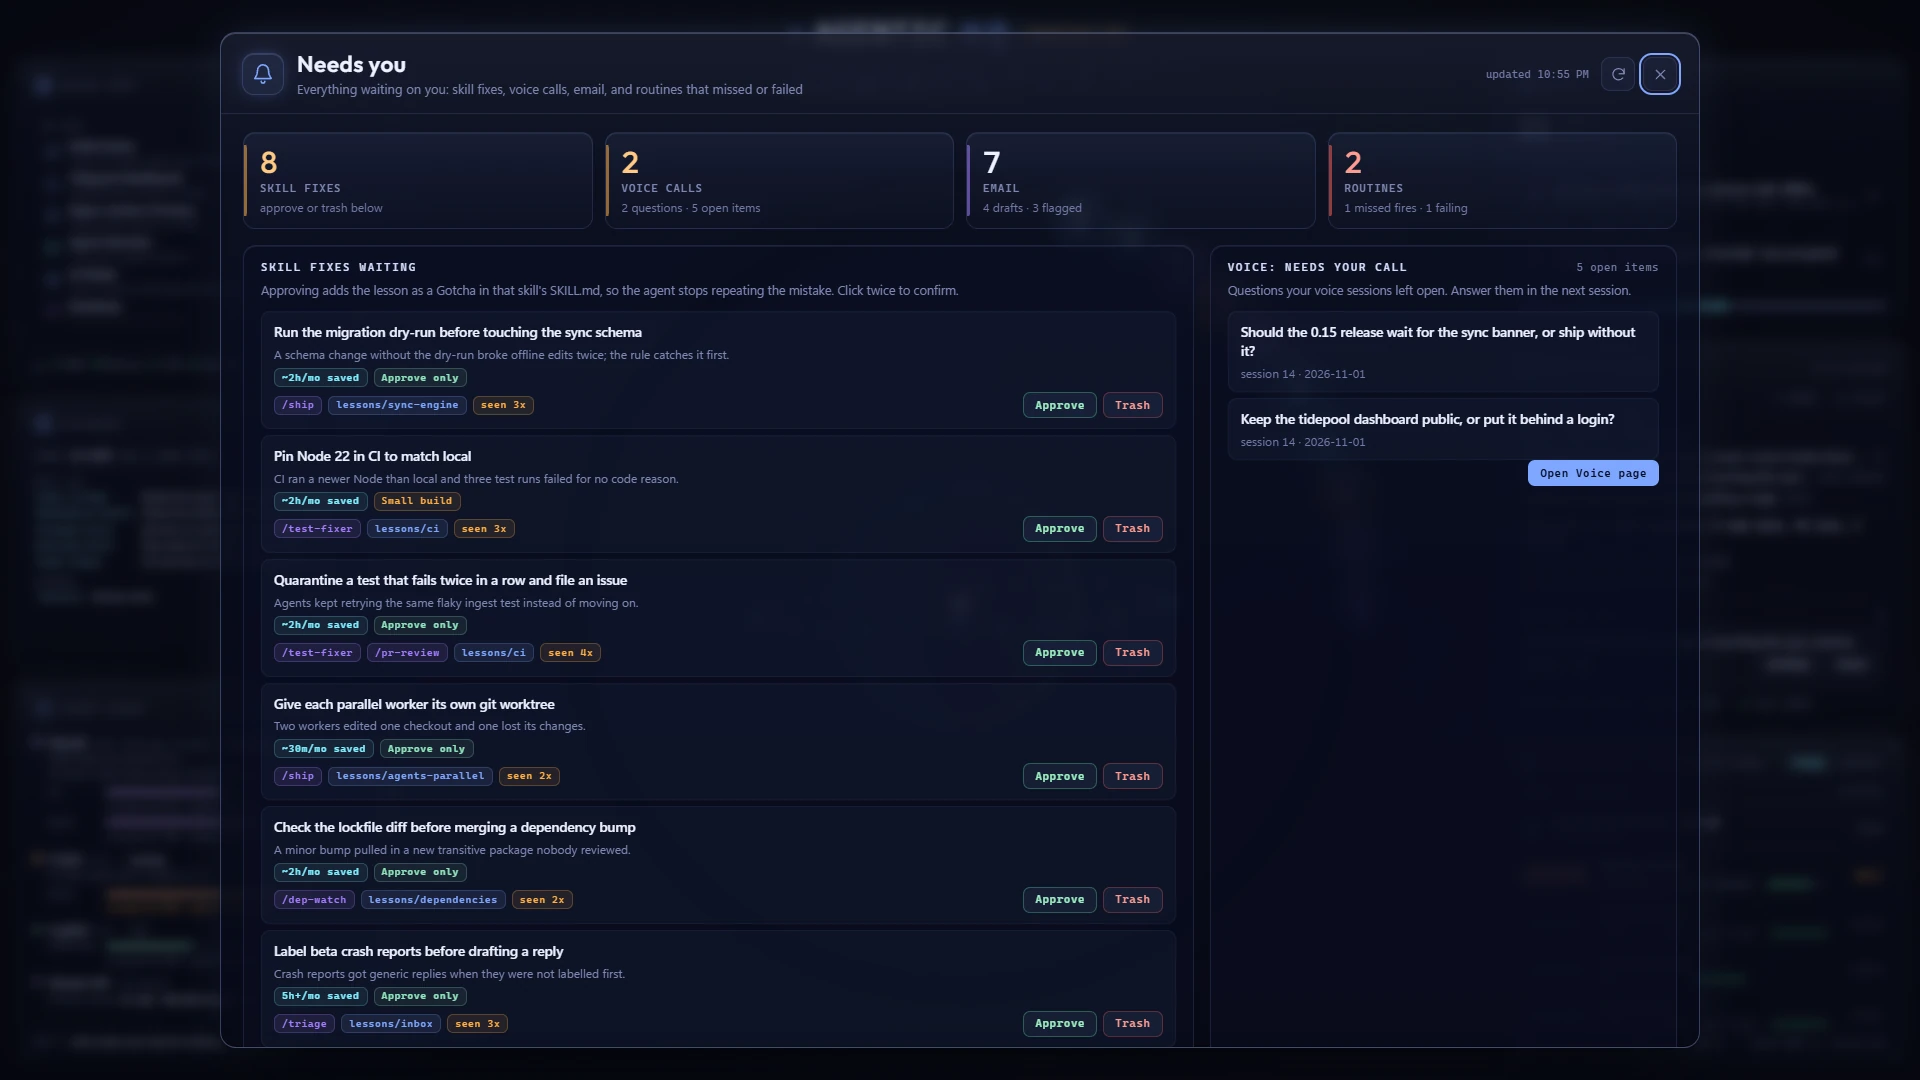 Needs you
Everything waiting on you: skill fixes, voice calls, email, and routines that missed or failed
updated 10:55 PM
8
SKILL FIXES
approve or trash below
2
VOICE CALLS
2 questions · 5 open items
7
EMAIL
4 drafts · 3 flagged
2
ROUTINES
1 missed fires · 1 failing
SKILL FIXES WAITING
Approving adds the lesson as a Gotcha in that skill's SKILL.md, so the agent stops repeating the mistake. Click twice to confirm.
Run the migration dry-run before touching the sync schema
A schema change without the dry-run broke offline edits twice; the rule catches it first.
~2h/mo saved Approve only
/ship lessons/sync-engine seen 3x Approve Trash
Pin Node 22 in CI to match local
CI ran a newer Node than local and three test runs failed for no code reason.
~2h/mo saved Small build
/test-fixer lessons/ci seen 3x Approve Trash
Quarantine a test that fails twice in a row and file an issue
Agents kept retrying the same flaky ingest test instead of moving on.
~2h/mo saved Approve only
/test-fixer /pr-review lessons/ci seen 4x Approve Trash
Give each parallel worker its own git worktree
Two workers edited one checkout and one lost its changes.
~30m/mo saved Approve only
/ship lessons/agents-parallel seen 2x Approve Trash
Check the lockfile diff before merging a dependency bump
A minor bump pulled in a new transitive package nobody reviewed.
~2h/mo saved Approve only
/dep-watch lessons/dependencies seen 2x Approve Trash
Label beta crash reports before drafting a reply
Crash reports got generic replies when they were not labelled first.
5h+/mo saved Approve only
/triage lessons/inbox seen 3x Approve Trash
VOICE: NEEDS YOUR CALL 5 open items
Questions your voice sessions left open. Answer them in the next session.
Should the 0.15 release wait for the sync banner, or ship without
it?
session 14 · 2026-11-01
Keep the tidepool dashboard public, or put it behind a login?
session 14 · 2026-11-01
Open Voice page